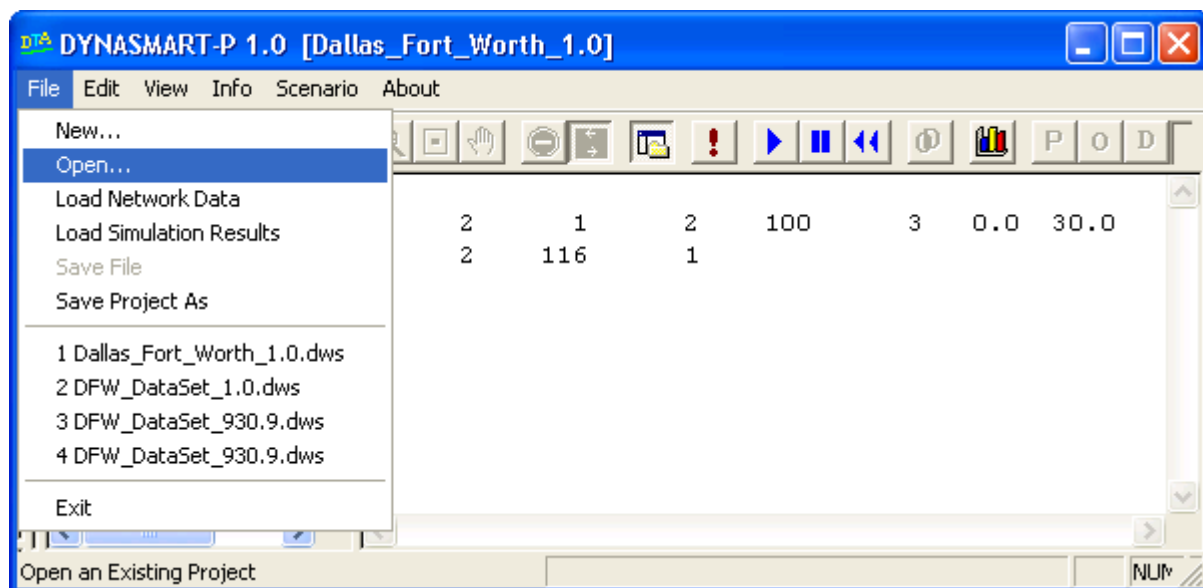 DTA DYNASMART-P 1.0 [Dallas_Fort_Worth_1.0]
File Edit View Info Scenario About
New...
Open...
Load Network Data
Load Simulation Results
Save File
Save Project As
1 Dallas_Fort_Worth_1.0.dws
2 DFW_DataSet_1.0.dws
3 DFW_DataSet_930.9.dws
4 DFW_DataSet_930.9.dws
Exit
P O D
2 1 2 100 3 0.0 30.0
2 116 1
Open an Existing Project
NUM